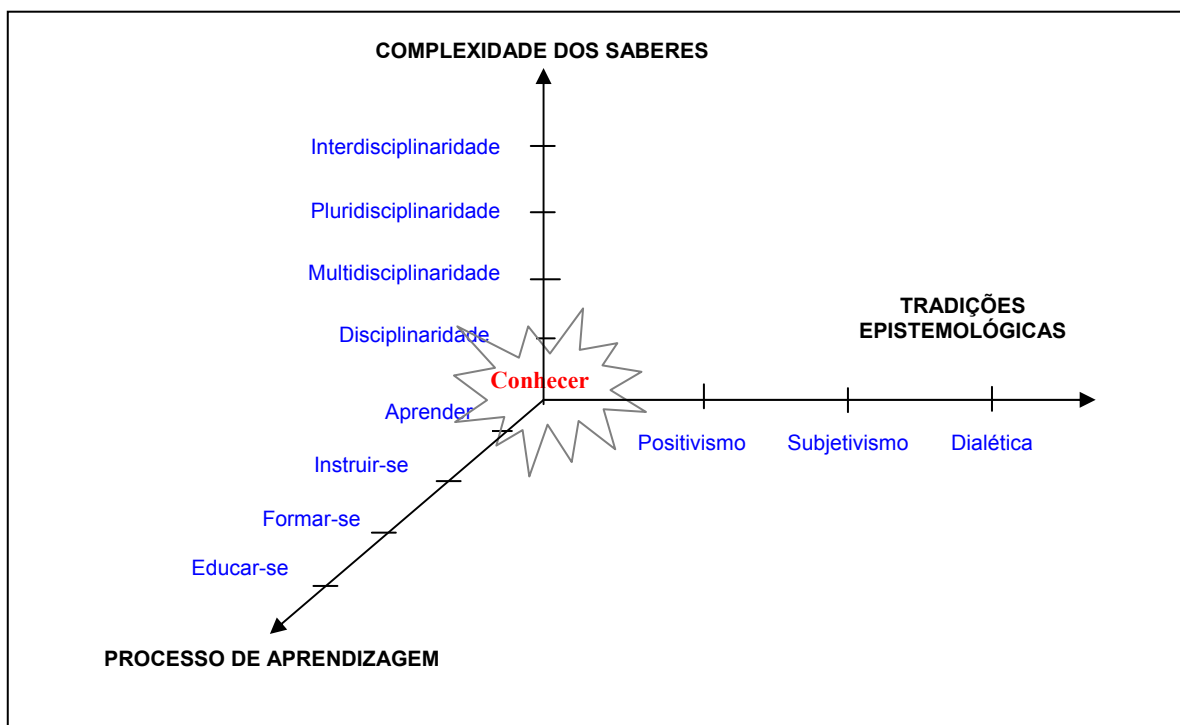 COMPLEXIDADE DOS SABERES
Interdisciplinaridade
Pluridisciplinaridade
Multidisciplinaridade
TRADIÇÕES
EPISTEMOLÓGICAS
Disciplinaridade
Conhecer
Aprender
Positivismo
Subjetivismo
Dialética
Instruir-se
Formar-se
Educar-se
PROCESSO DE APRENDIZAGEM